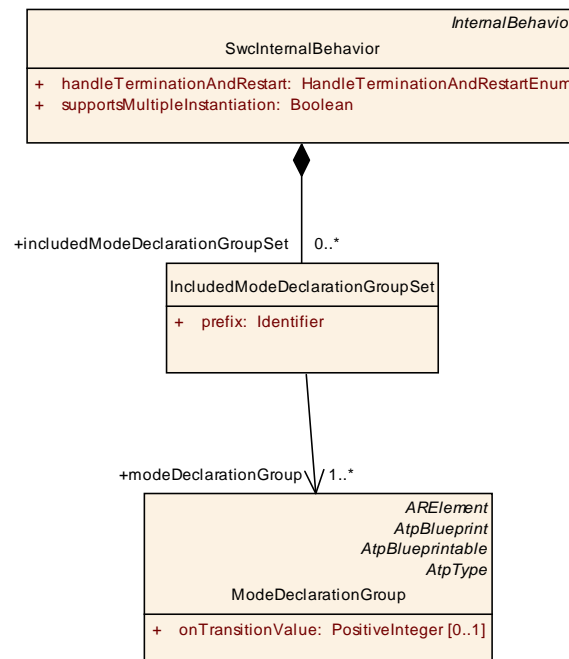 InternalBehavio
SwcInternalBehavior
+ handleTerminationAndRestart: HandleTerminationAndRestartEnum
+ supportsMultipleInstantiation: Boolean
+includedModeDeclarationGroupSet 0..*
IncludedModeDeclarationGroupSet
+ prefix: Identifier
+modeDeclarationGroup 1..*
ARElement
AtpBlueprint
AtpBlueprintable
AtpType
ModeDeclarationGroup
+ onTransitionValue: PositiveInteger [0..1]